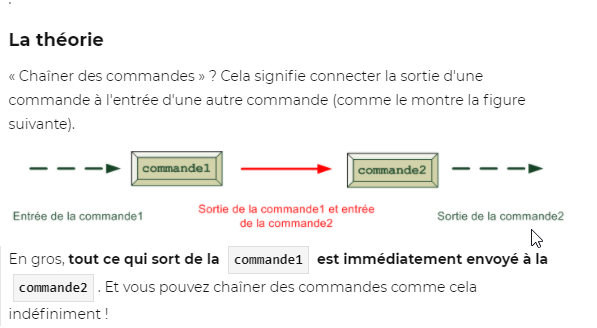 La théorie
« Chaîner des commandes » ? Cela signifie connecter la sortie d'une
commande à l'entrée d'une autre commande (comme le montre la figure
suivante).
commande1
commande2
Entrée de la commande1
Sortie de la commande1 et entrée
de la commande2
Sortie de la commande2
En gros, tout ce qui sort de la commande1 est immédiatement envoyé à la
commande2 . Et vous pouvez chaîner des commandes comme cela
indéfiniment !